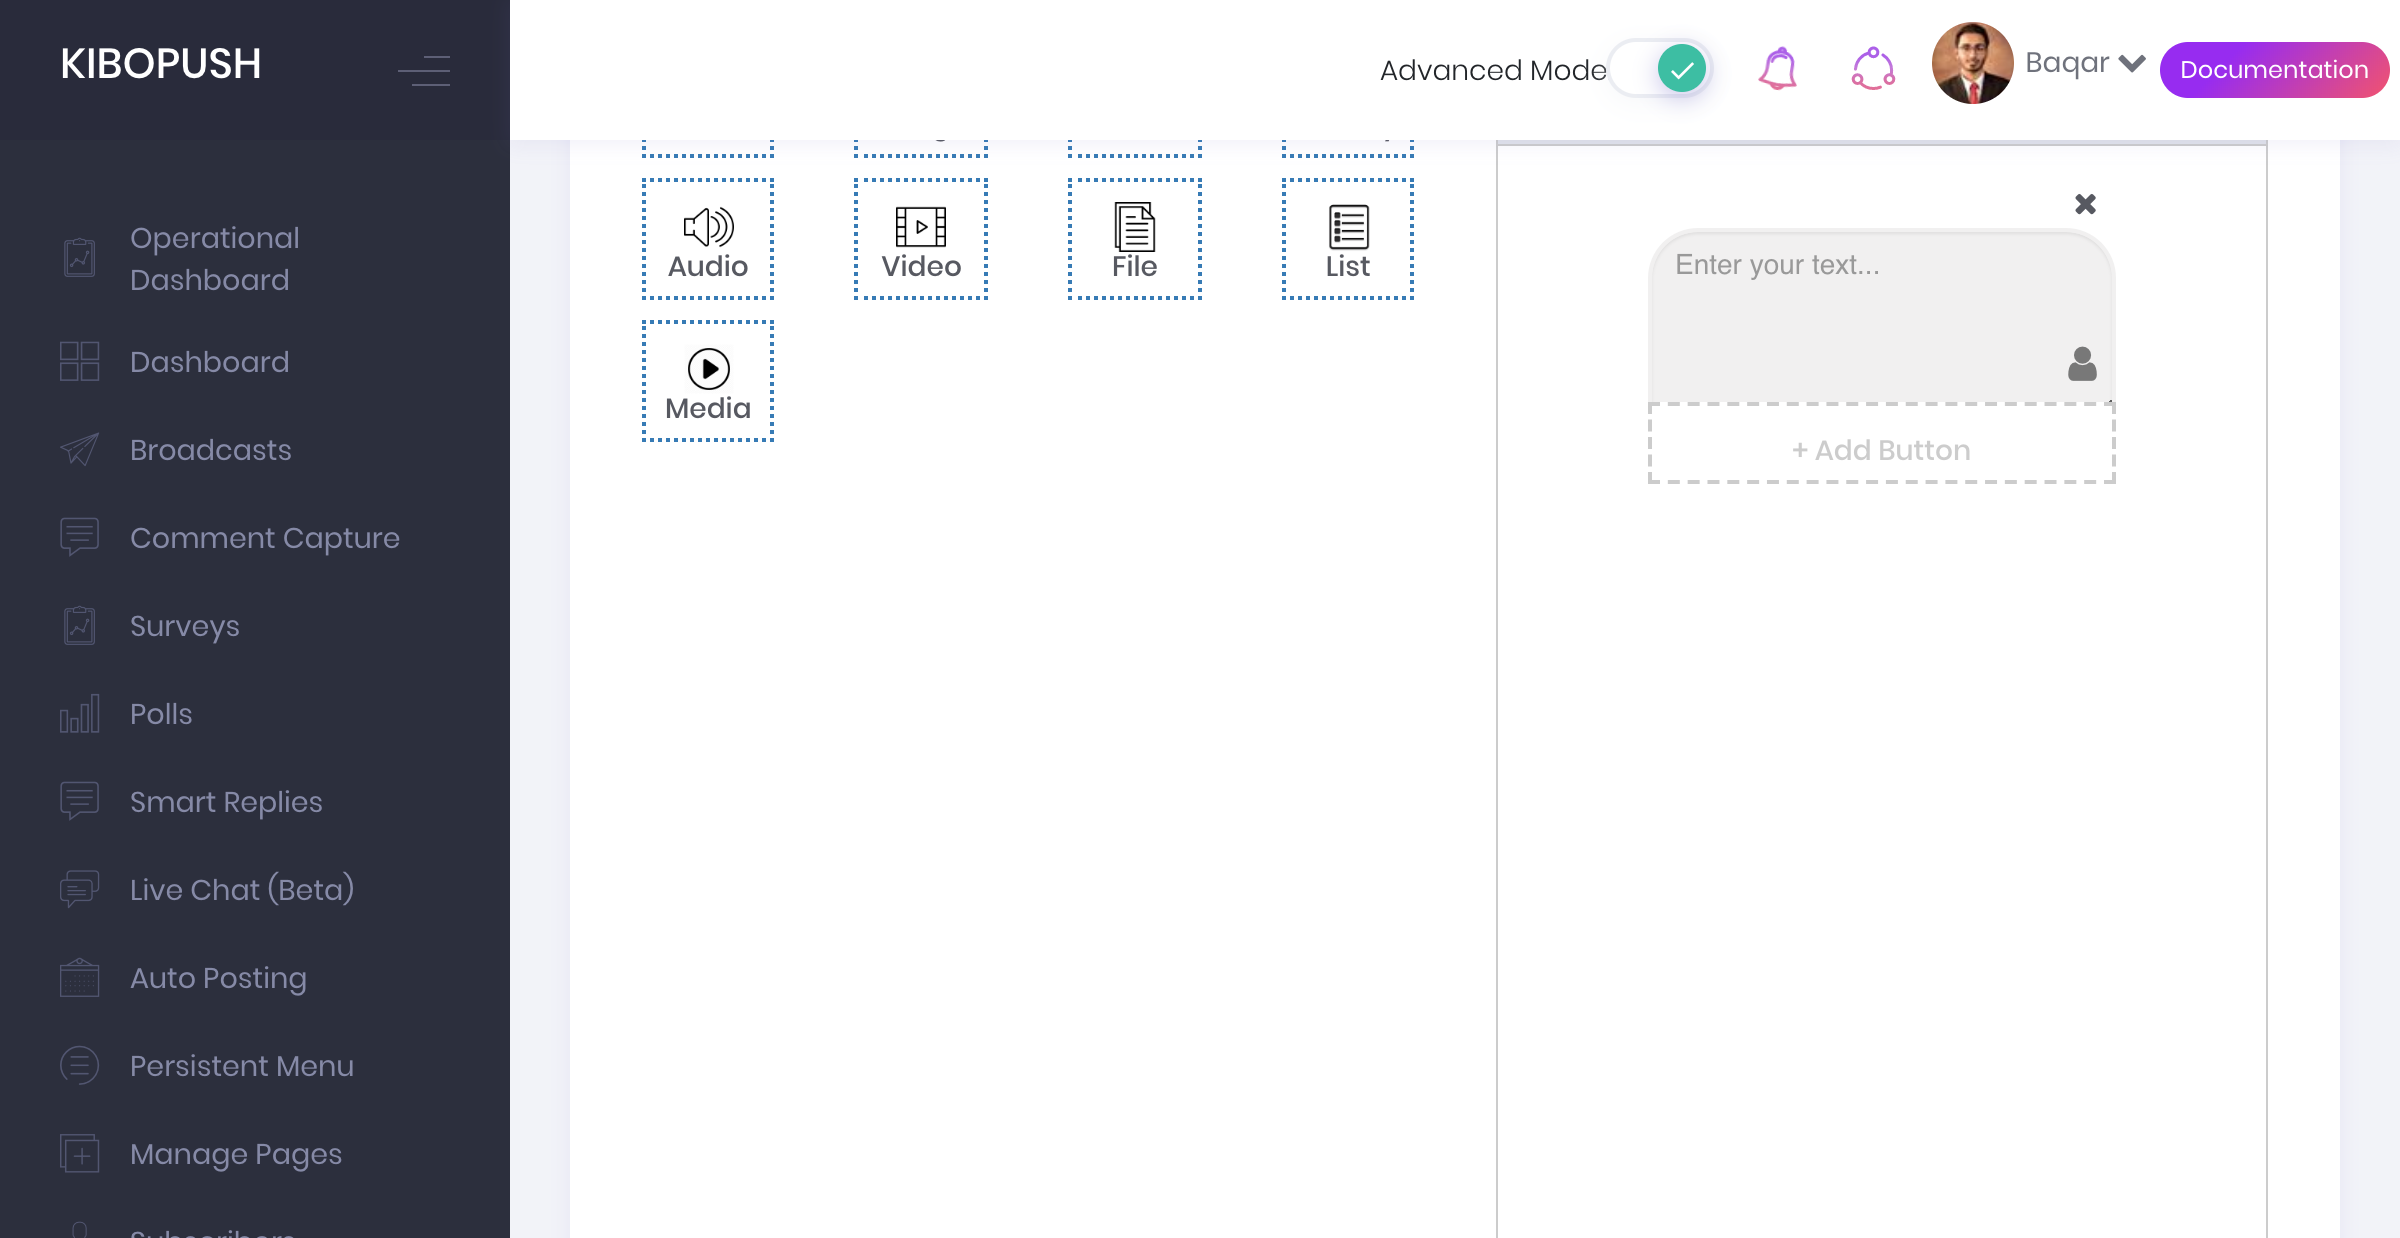 KIBOPUSH
Advanced Mode
Baqar
Documentation
Operational
Dashboard
Dashboard
Broadcasts
Comment Capture
Surveys
Polls
Smart Replies
Live Chat (Beta)
Auto Posting
Persistent Menu
Manage Pages
Subscribers
Audio
Video
File
List
Media
Enter your text...
+ Add Button